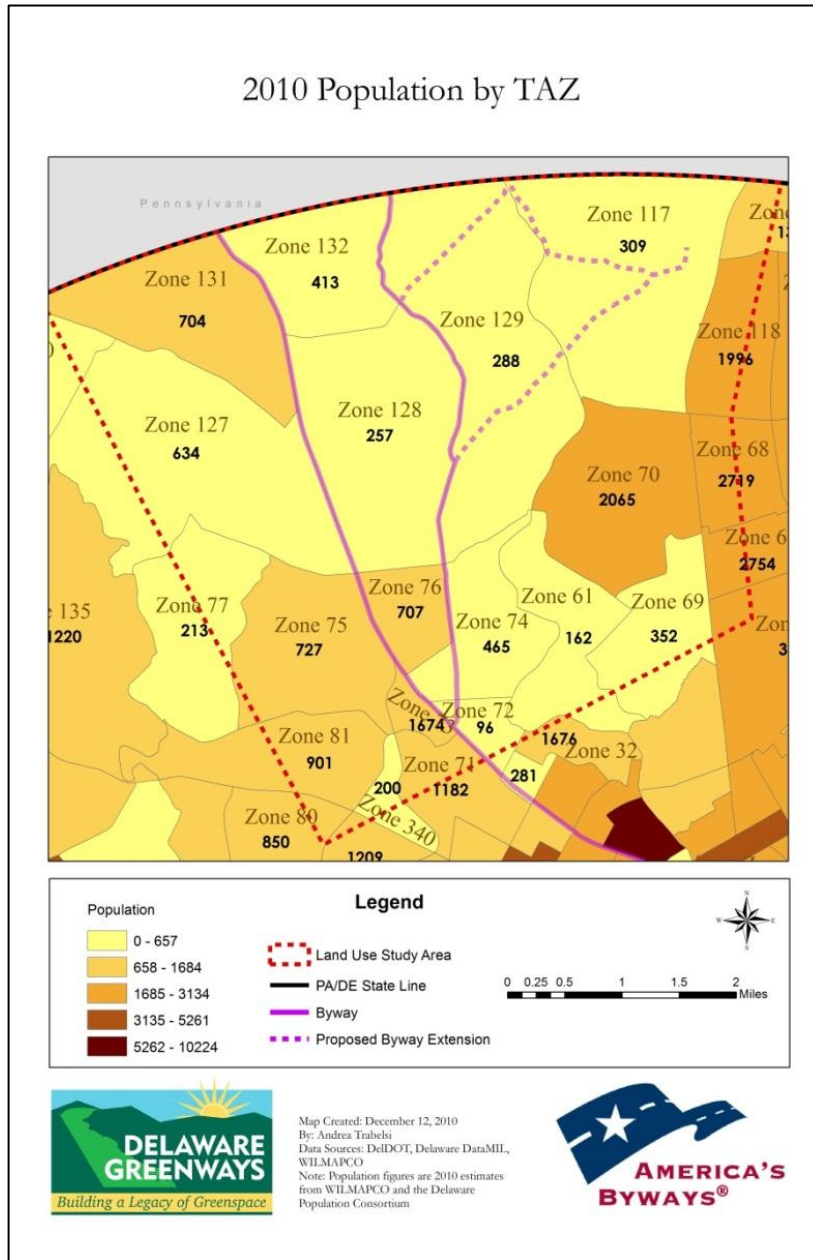 2010 Population by TAZ
Pennsylvania
Zone 117
309
Zone 132
413
Zone 131
704
Zone 129
288
Zone 118
1996
Zone 128
257
Zone 127
634
Zone 68
2719
Zone 70
2065
2754
Zone 76
707
Zone 77
213
Zone 75
727
Zone 74
465
Zone 61
162
Zone 69
352
135
1220
Zone
1674
Zone 72
96
Zone 81
901
Zone 71
1182
1676
Zone 32
281
200
Zone 340
Zone 80
850
1209
Legend
Population
0 - 657
658 - 1684
1685 - 3134
3135 - 5261
5262 - 10224
Land Use Study Area
PA/DE State Line
Byway
Proposed Byway Extension
N
W E
S
0 0.25 0.5 1 1.5 2
Miles
DELAWARE
GREENWAYS
Building a Legacy of Greenspace
Map Created: December 12, 2010
By: Andrea Trabelsi
Data Sources: DelDOT, Delaware DataMIL,
WILMAPCO
Note: Population figures are 2010 estimates
from WILMAPCO and the Delaware
Population Consortium
AMERICA'S
BYWAYS®